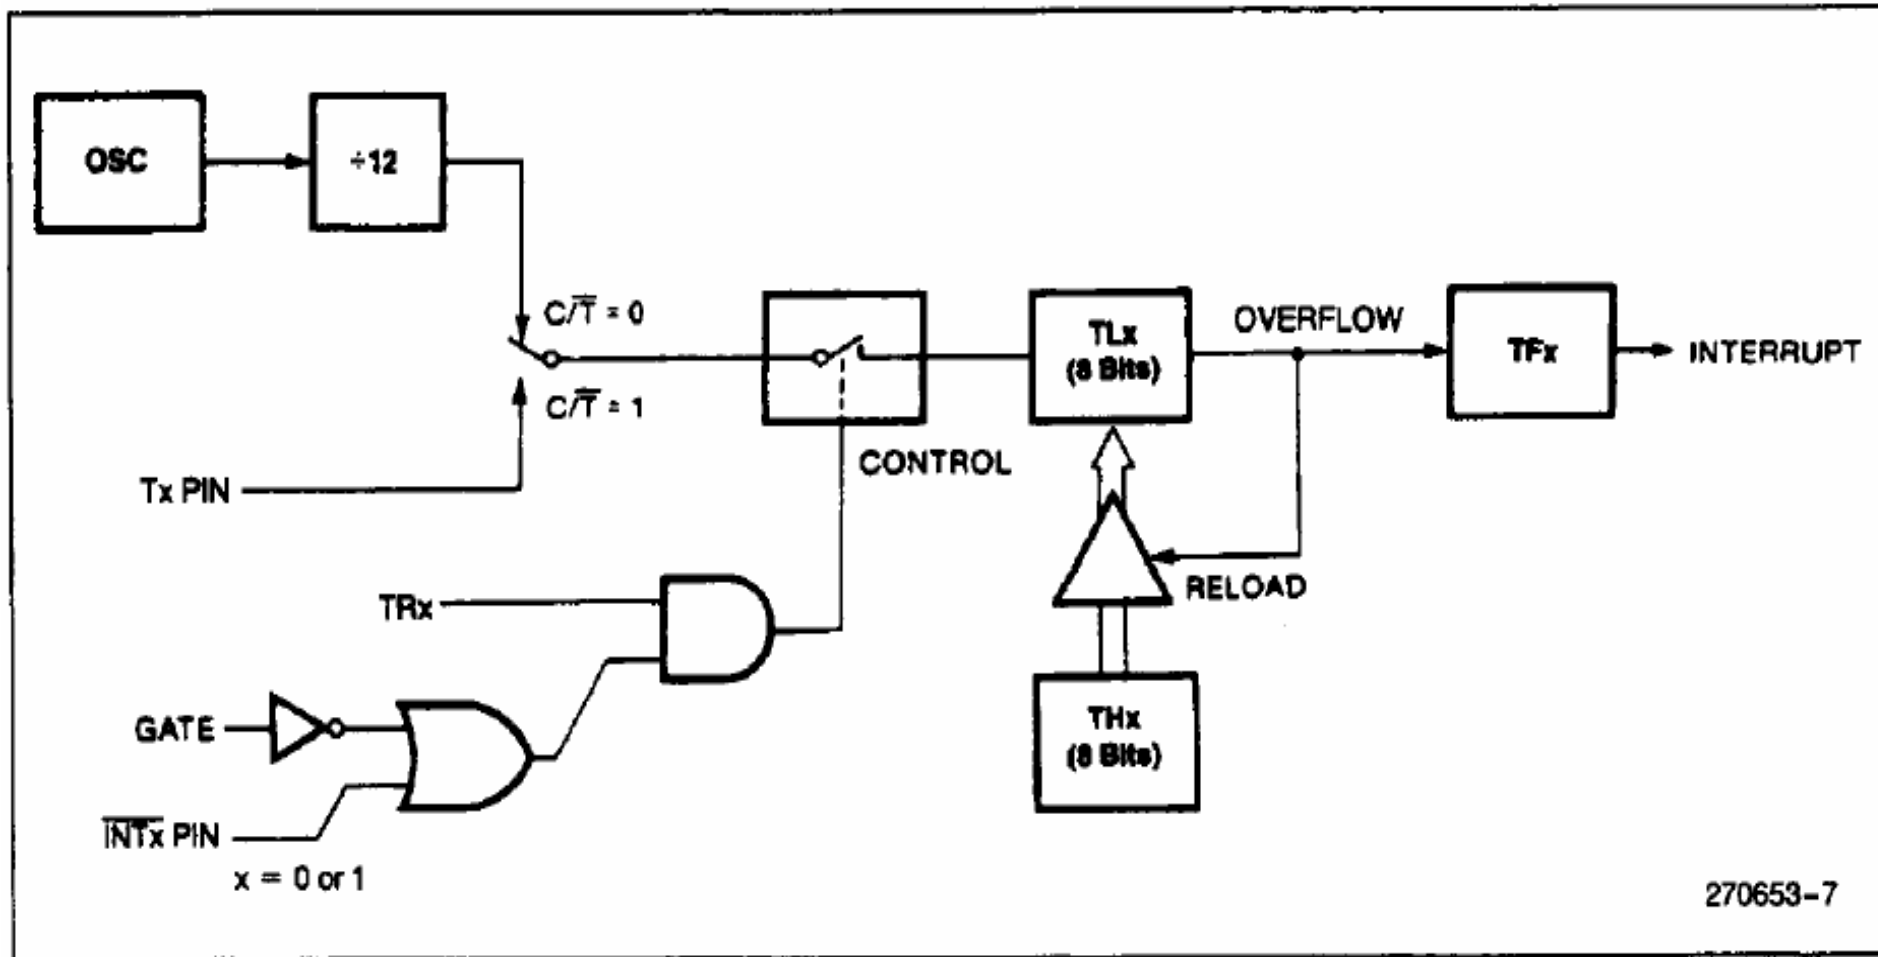 OSC
÷12
C/T̅ = 0
C/T̅ = 1
Tx PIN
CONTROL
TLx
(8 Bits)
OVERFLOW
TFx
INTERRUPT
RELOAD
TRx
THx
(8 Bits)
GATE
I̅N̅T̅x̅ PIN
x = 0 or 1
270653-7